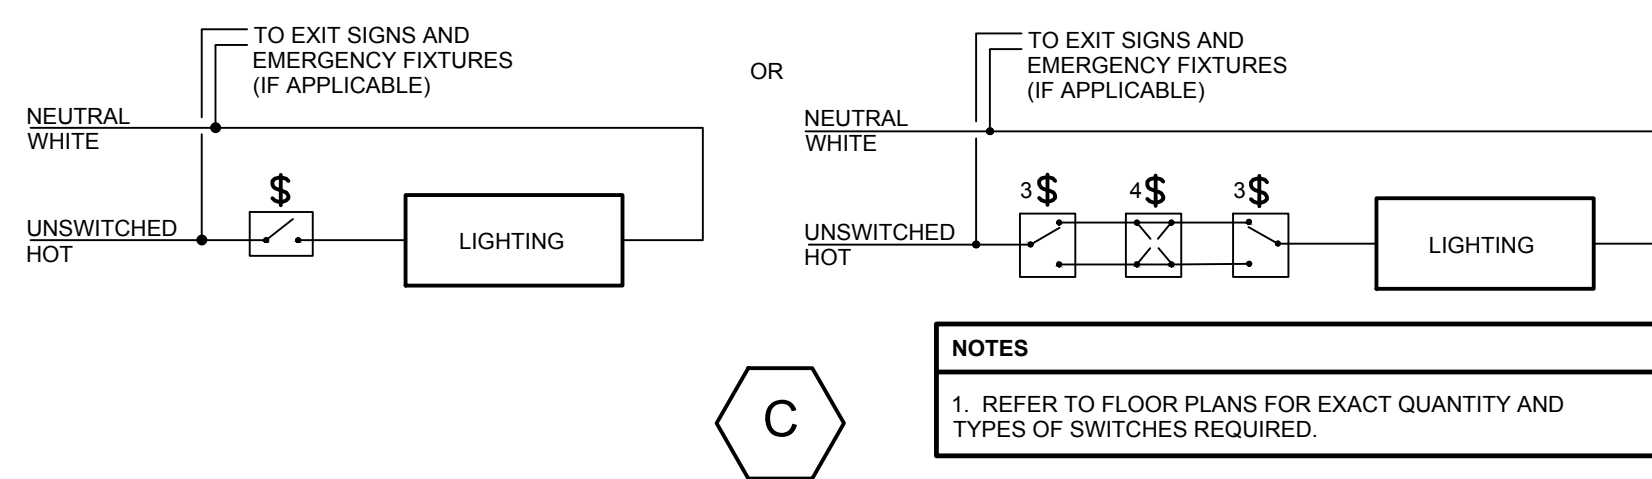 TO EXIT SIGNS AND
EMERGENCY FIXTURES
(IF APPLICABLE)
NEUTRAL
WHITE
$
UNSWITCHED
HOT
LIGHTING
OR
TO EXIT SIGNS AND
EMERGENCY FIXTURES
(IF APPLICABLE)
NEUTRAL
WHITE
3 $ 4 $ 3 $
UNSWITCHED
HOT
LIGHTING
C
NOTES
1. REFER TO FLOOR PLANS FOR EXACT QUANTITY AND
TYPES OF SWITCHES REQUIRED.